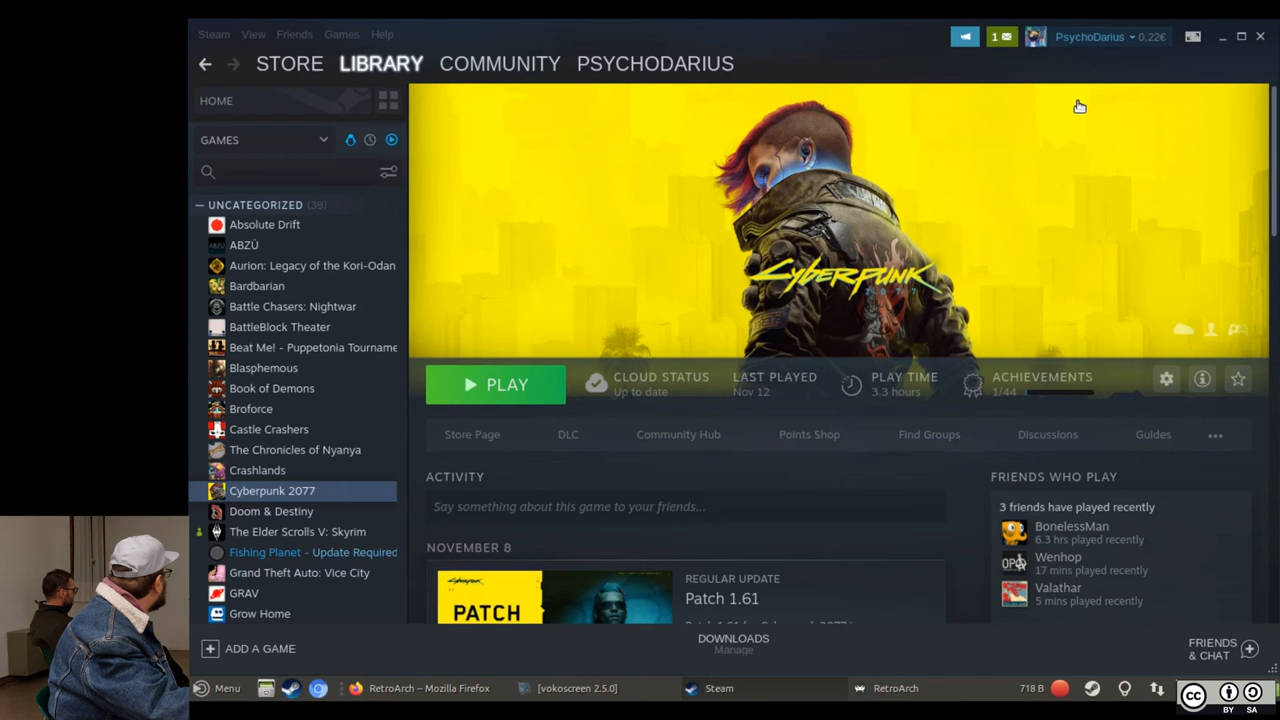 Steam View Friends Games Help
1 PsychoDarius 0,22€
STORE LIBRARY COMMUNITY PSYCHODARIUS
HOME
GAMES
UNCATEGORIZED (39)
Absolute Drift
ABZÛ
Aurion: Legacy of the Kori-Odan
Bardbarian
Battle Chasers: Nightwar
BattleBlock Theater
Beat Me! - Puppetonia Tourname
Blasphemous
Book of Demons
Broforce
Castle Crashers
The Chronicles of Nyanya
Crashlands
Cyberpunk 2077
Doom & Destiny
The Elder Scrolls V: Skyrim
Fishing Planet - Update Required
Grand Theft Auto: Vice City
GRAV
Grow Home
CYBERPUNK
2077
PLAY
CLOUD STATUS
Up to date
LAST PLAYED
Nov 12
PLAY TIME
3.3 hours
ACHIEVEMENTS
1/44
Store Page DLC Community Hub Points Shop Find Groups Discussions Guides
ACTIVITY
Say something about this game to your friends...
NOVEMBER 8
PATCH
REGULAR UPDATE
Patch 1.61
FRIENDS WHO PLAY
3 friends have played recently
BonelessMan
6.3 hrs played recently
Wenhop
17 mins played recently
Valathar
5 mins played recently
ADD A GAME
DOWNLOADS
Manage
FRIENDS
& CHAT
Menu RetroArch – Mozilla Firefox [vokoscreen 2.5.0] Steam RetroArch 718 B
CC BY SA